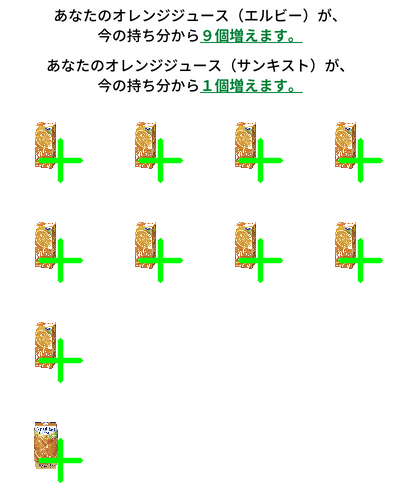 あなたのオレンジジュース（エルビー）が、
今の持ち分から９個増えます。
あなたのオレンジジュース（サンキスト）が、
今の持ち分から１個増えます。